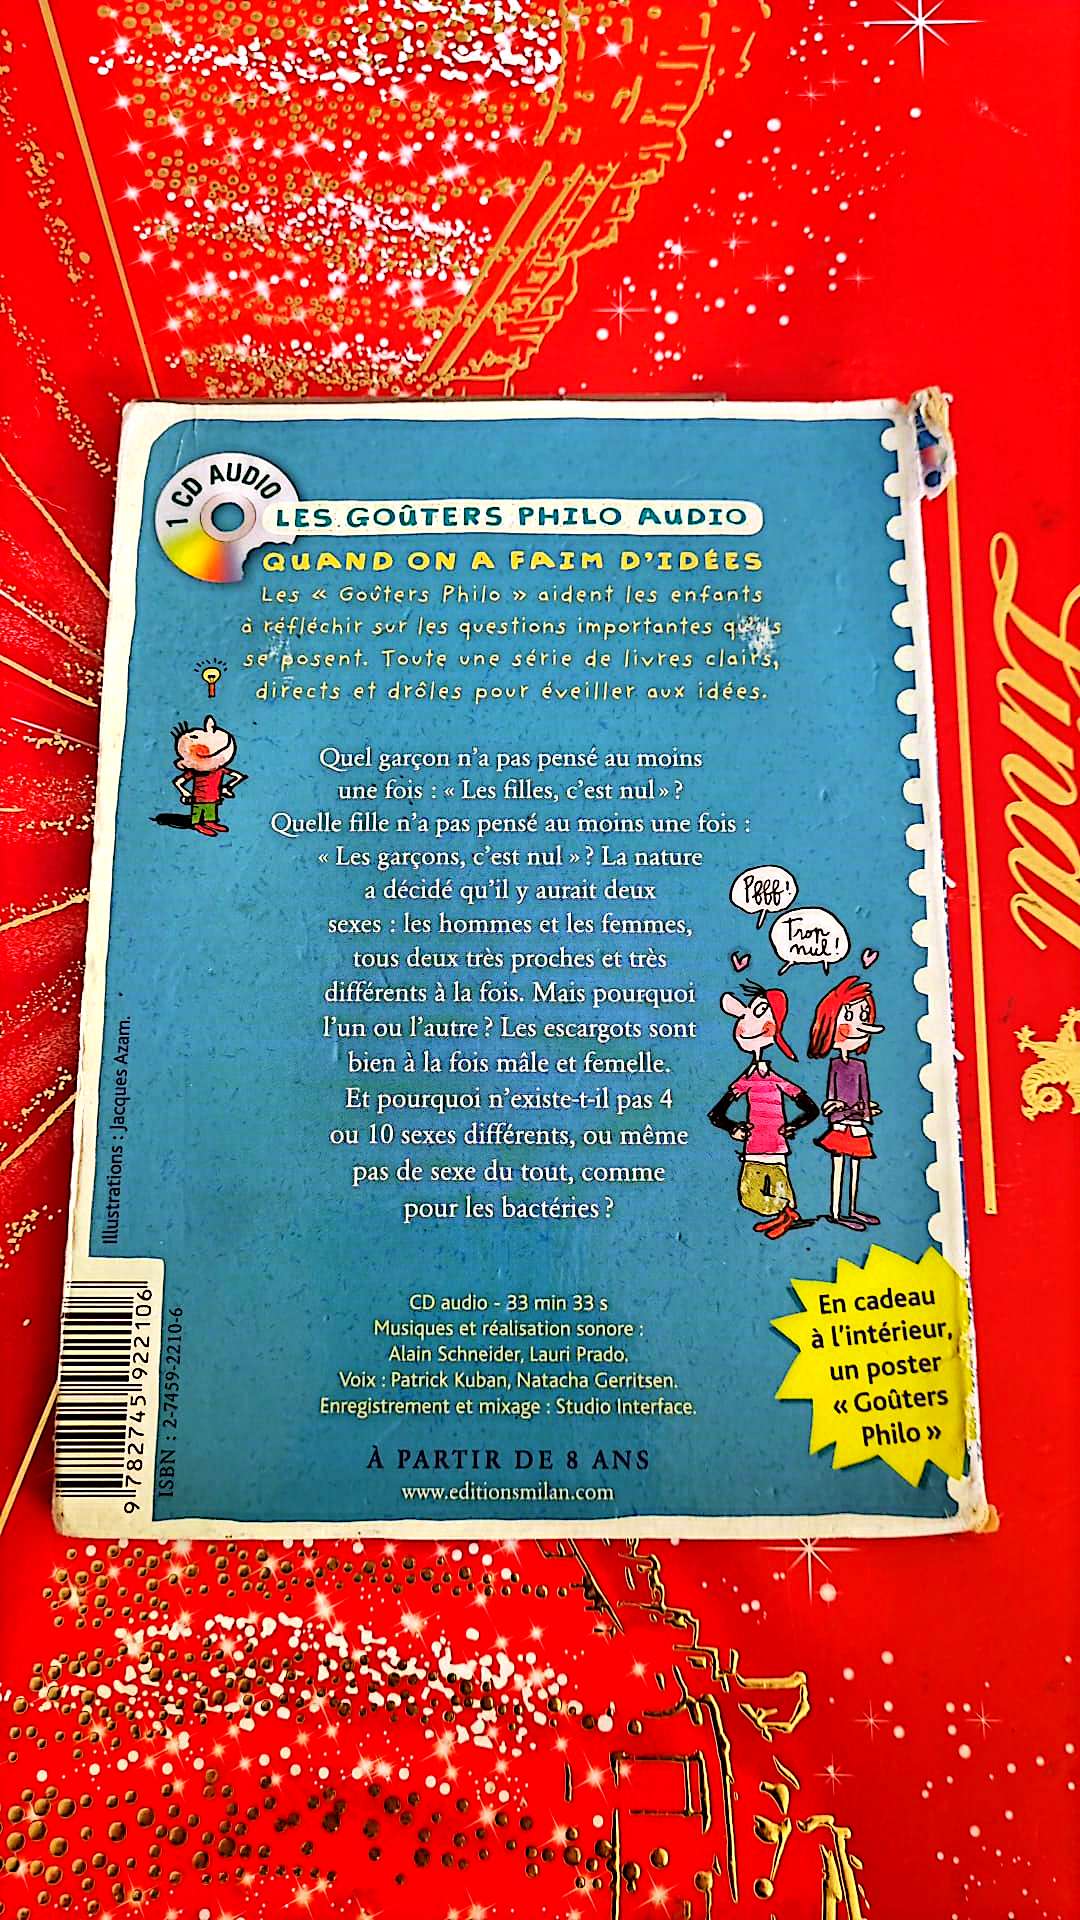 1 CD AUDIO
LES GOÛTERS PHILO AUDIO
QUAND ON A FAIM D'IDÉES
Les « Goûters Philo » aident les enfants
à réfléchir sur les questions importantes qu'ils
se posent. Toute une série de livres clairs,
directs et drôles pour éveiller aux idées.
Quel garçon n'a pas pensé au moins
une fois : « Les filles, c'est nul » ?
Quelle fille n'a pas pensé au moins une fois :
« Les garçons, c'est nul » ? La nature
a décidé qu'il y aurait deux
sexes : les hommes et les femmes,
tous deux très proches et très
différents à la fois. Mais pourquoi
l'un ou l'autre ? Les escargots sont
bien à la fois mâle et femelle.
Et pourquoi n'existe-t-il pas 4
ou 10 sexes différents, ou même
pas de sexe du tout, comme
pour les bactéries ?
Pfff!
Trop
nul!
Illustrations : Jacques Azam.
CD audio - 33 min 33 s
Musiques et réalisation sonore :
Alain Schneider, Lauri Prado.
Voix : Patrick Kuban, Natacha Gerritsen.
Enregistrement et mixage : Studio Interface.
À PARTIR DE 8 ANS
www.editionsmilan.com
En cadeau
à l'intérieur,
un poster
« Goûters
Philo »
9 782745 922106
ISBN : 2-7459-2210-6